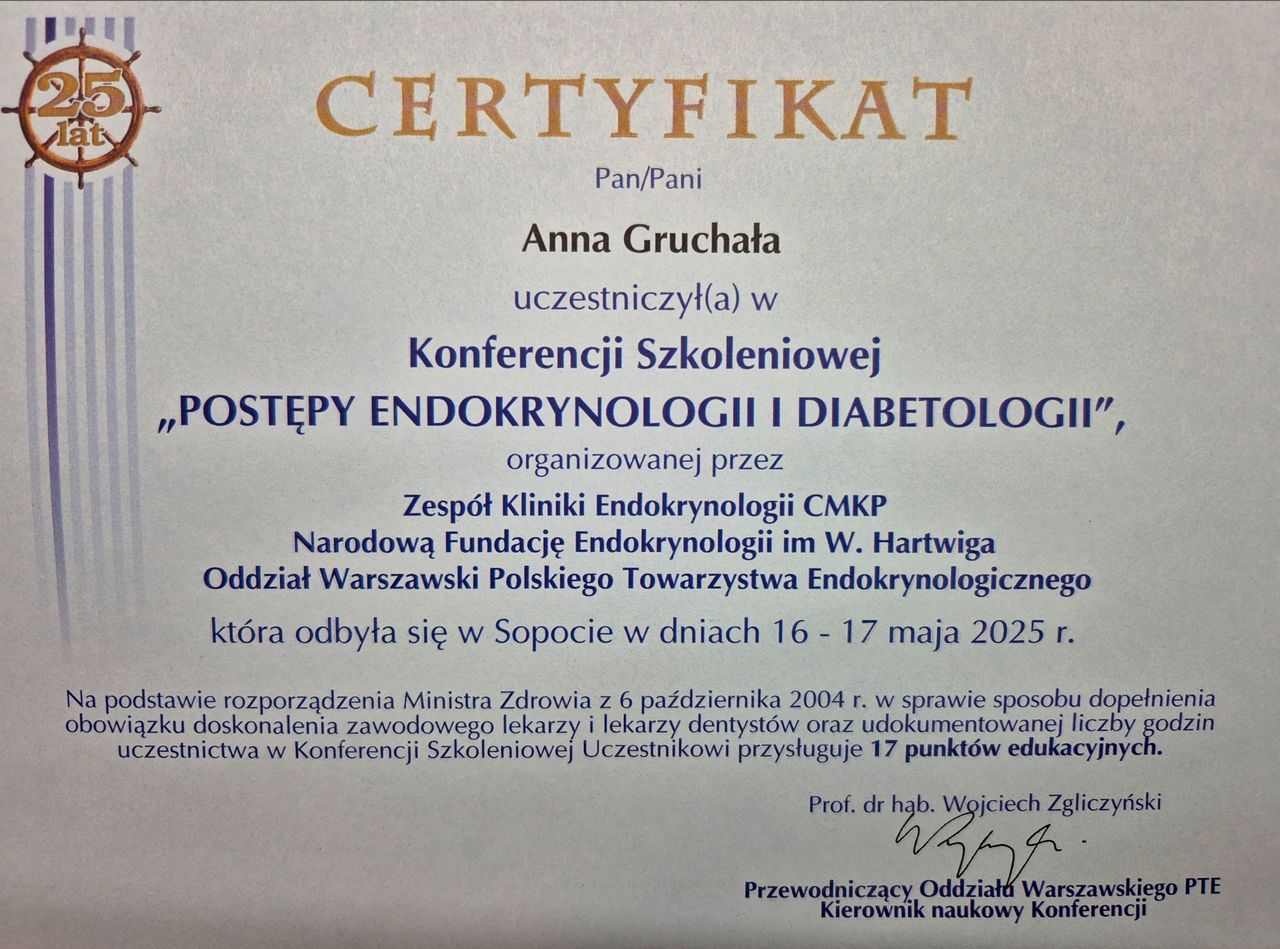 25
lat
CERTYFIKAT
Pan/Pani
Anna Gruchała
uczestniczył(a) w
Konferencji Szkoleniowej
„POSTĘPY ENDOKRYNOLOGII I DIABETOLOGII”,
organizowanej przez
Zespół Kliniki Endokrynologii CMKP
Narodową Fundację Endokrynologii im W. Hartwiga
Oddział Warszawski Polskiego Towarzystwa Endokrynologicznego
która odbyła się w Sopocie w dniach 16 - 17 maja 2025 r.
Na podstawie rozporządzenia Ministra Zdrowia z 6 października 2004 r. w sprawie sposobu dopełnienia
obowiązku doskonalenia zawodowego lekarzy i lekarzy dentystów oraz udokumentowanej liczby godzin
uczestnictwa w Konferencji Szkoleniowej Uczestnikowi przysługuje 17 punktów edukacyjnych.
Prof. dr hab. Wojciech Zgliczyński
Przewodniczący Oddziału Warszawskiego PTE
Kierownik naukowy Konferencji